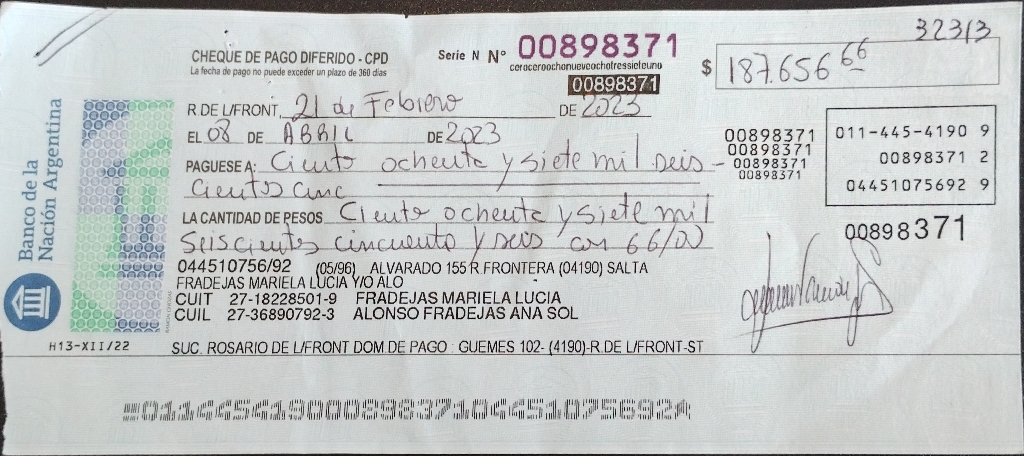 32313
CHEQUE DE PAGO DIFERIDO - CPD
La fecha de pago no puede exceder un plazo de 360 días
Serie N Nº 00898371
ceroceroochonueveochotressieteuno
00898371
$ 187.656 66
R. DE L/FRONT, 21 de Febrero DE 2023
EL 08 DE ABRIL DE 2023
PAGUESE A: Ciento ochenta y siete mil seis -
cientos cinc
LA CANTIDAD DE PESOS Ciento ochenta y siete mil
seiscientos cincuenta y seis con 66/00
00898371
00898371
00898371
00898371
011-445-4190 9
00898371 2
04451075692 9
00898371
044510756/92 (05/96) ALVARADO 155 R FRONTERA (04190) SALTA
FRADEJAS MARIELA LUCIA Y/O ALO
CUIT 27-18228501-9 FRADEJAS MARIELA LUCIA
CUIL 27-36890792-3 ALONSO FRADEJAS ANA SOL
SUC. ROSARIO DE L/FRONT DOM.DE PAGO : GUEMES 102- (4190)-R.DE L/FRONT-ST
Banco de la
Nación Argentina
H13-XII/22
01144541900089837104451075692